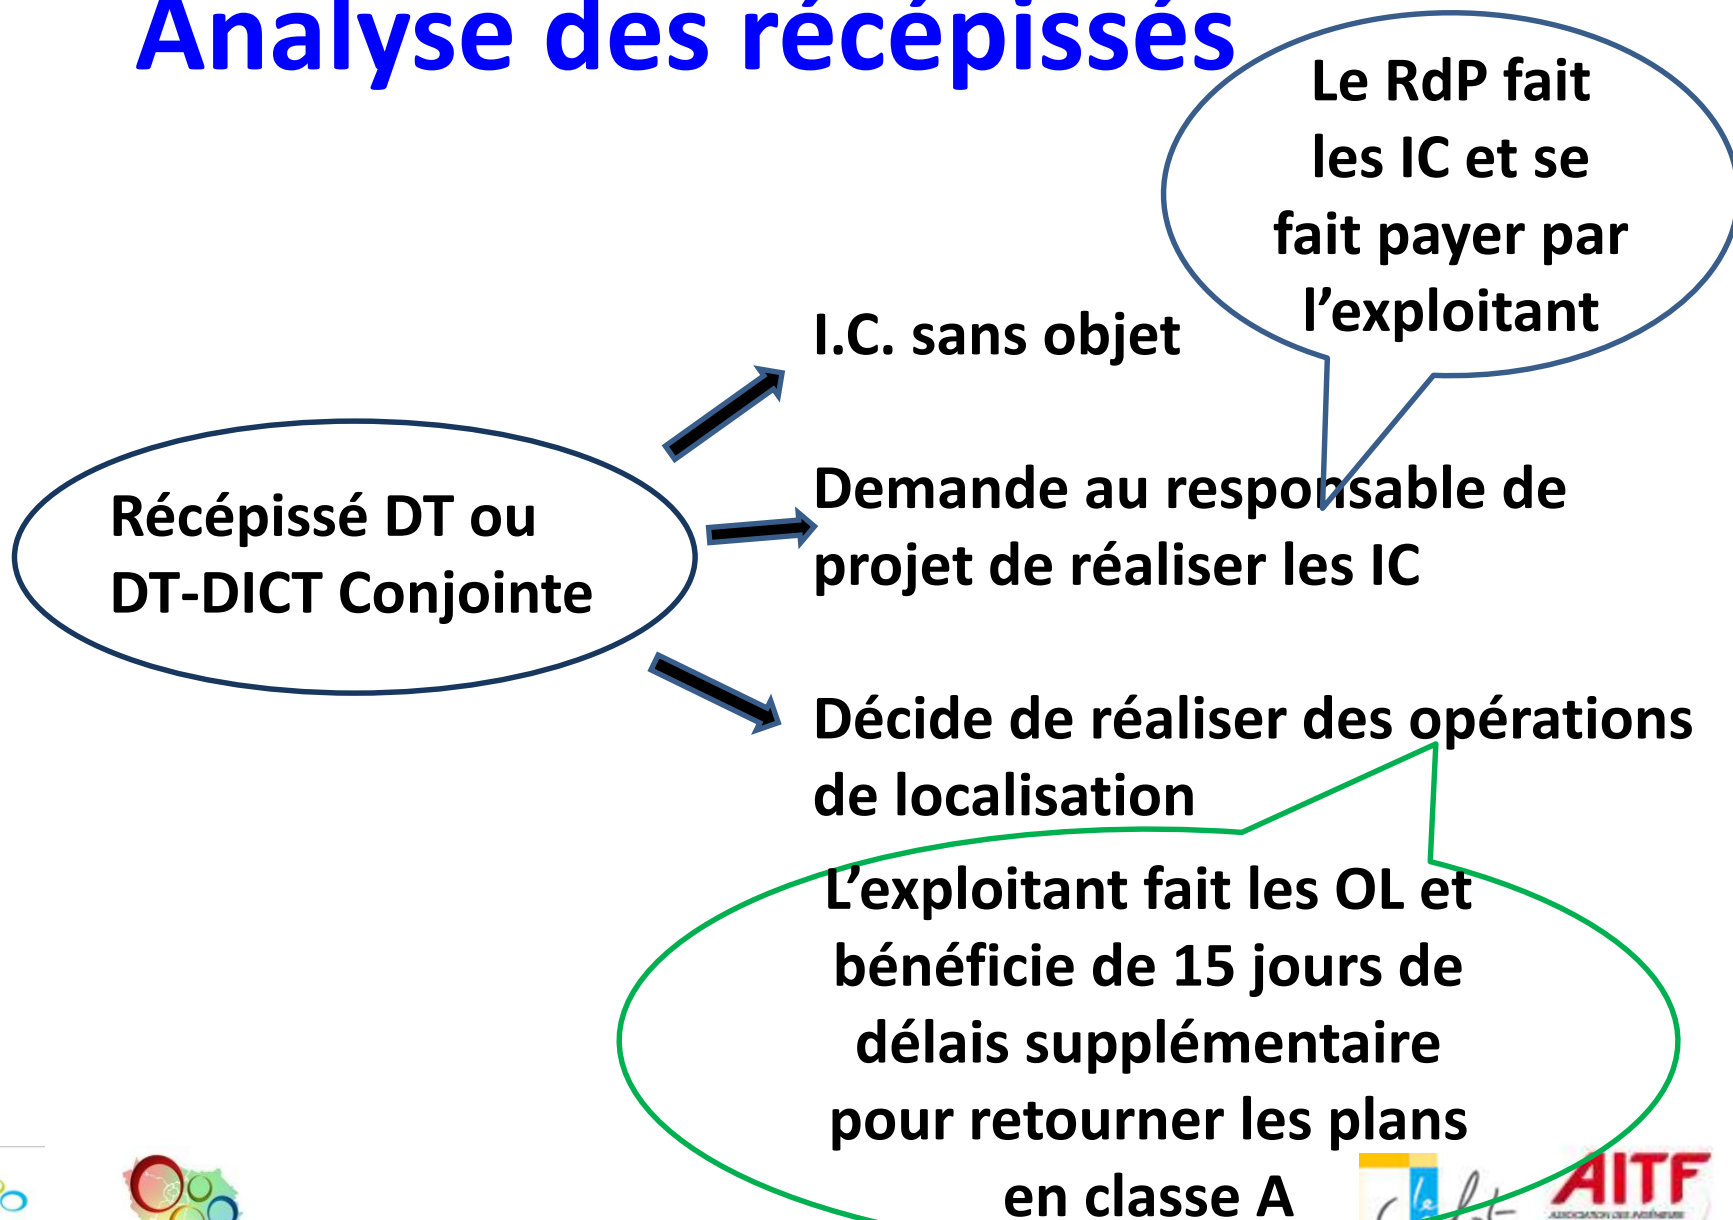 Analyse des récépissés
Le RdP fait
les IC et se
fait payer par
l’exploitant
I.C. sans objet
Récépissé DT ou
DT-DICT Conjointe
Demande au responsable de
projet de réaliser les IC
Décide de réaliser des opérations
de localisation
L’exploitant fait les OL et
bénéficie de 15 jours de
délais supplémentaire
pour retourner les plans
en classe A
le
AITF